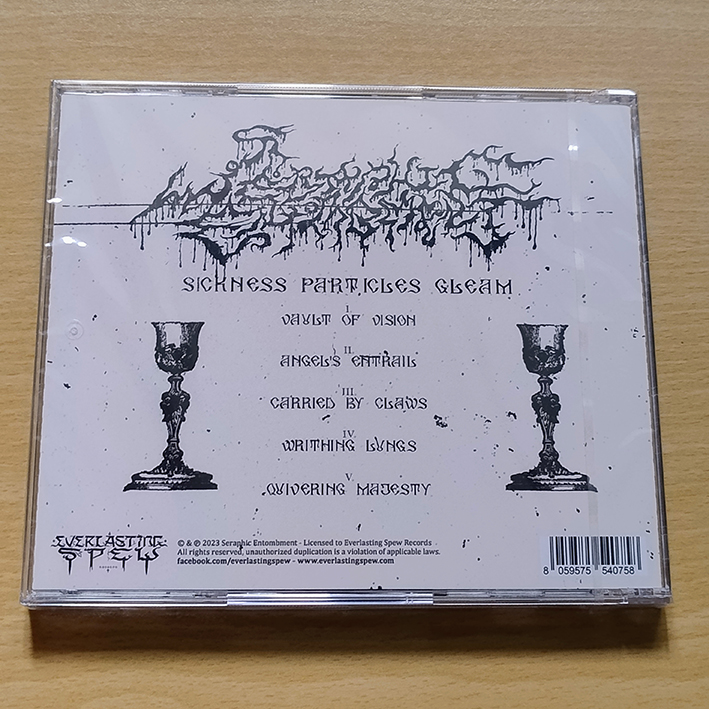 Seraphic
Entombment
SICKNESS PARTICLES GLEAM
I.
VAULT OF VISION
II.
ANGEL'S ENTRAIL
III.
CARRIED BY CLAWS
IV.
WRITHING LUNGS
V.
QUIVERING MAJESTY
EVERLASTING
SPEW
© & ℗ 2023 Seraphic Entombment - Licensed to Everlasting Spew Records
All rights reserved, unauthorized duplication is a violation of applicable laws.
facebook.com/everlastingspew - www.everlastingspew.com
8 059575 540758